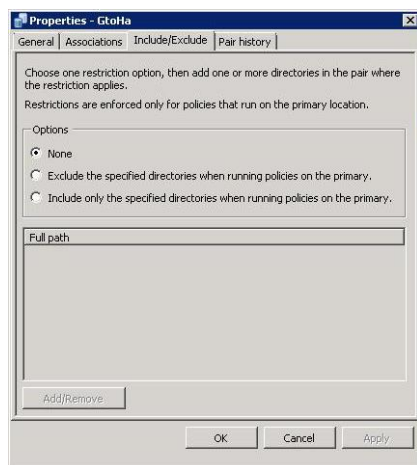 Properties - GtoHa
General Associations Include/Exclude Pair history
Choose one restriction option, then add one or more directories in the pair where
the restriction applies.
Restrictions are enforced only for policies that run on the primary location.
Options
None
Exclude the specified directories when running policies on the primary.
Include only the specified directories when running policies on the primary.
Full path
Add/Remove
OK Cancel Apply